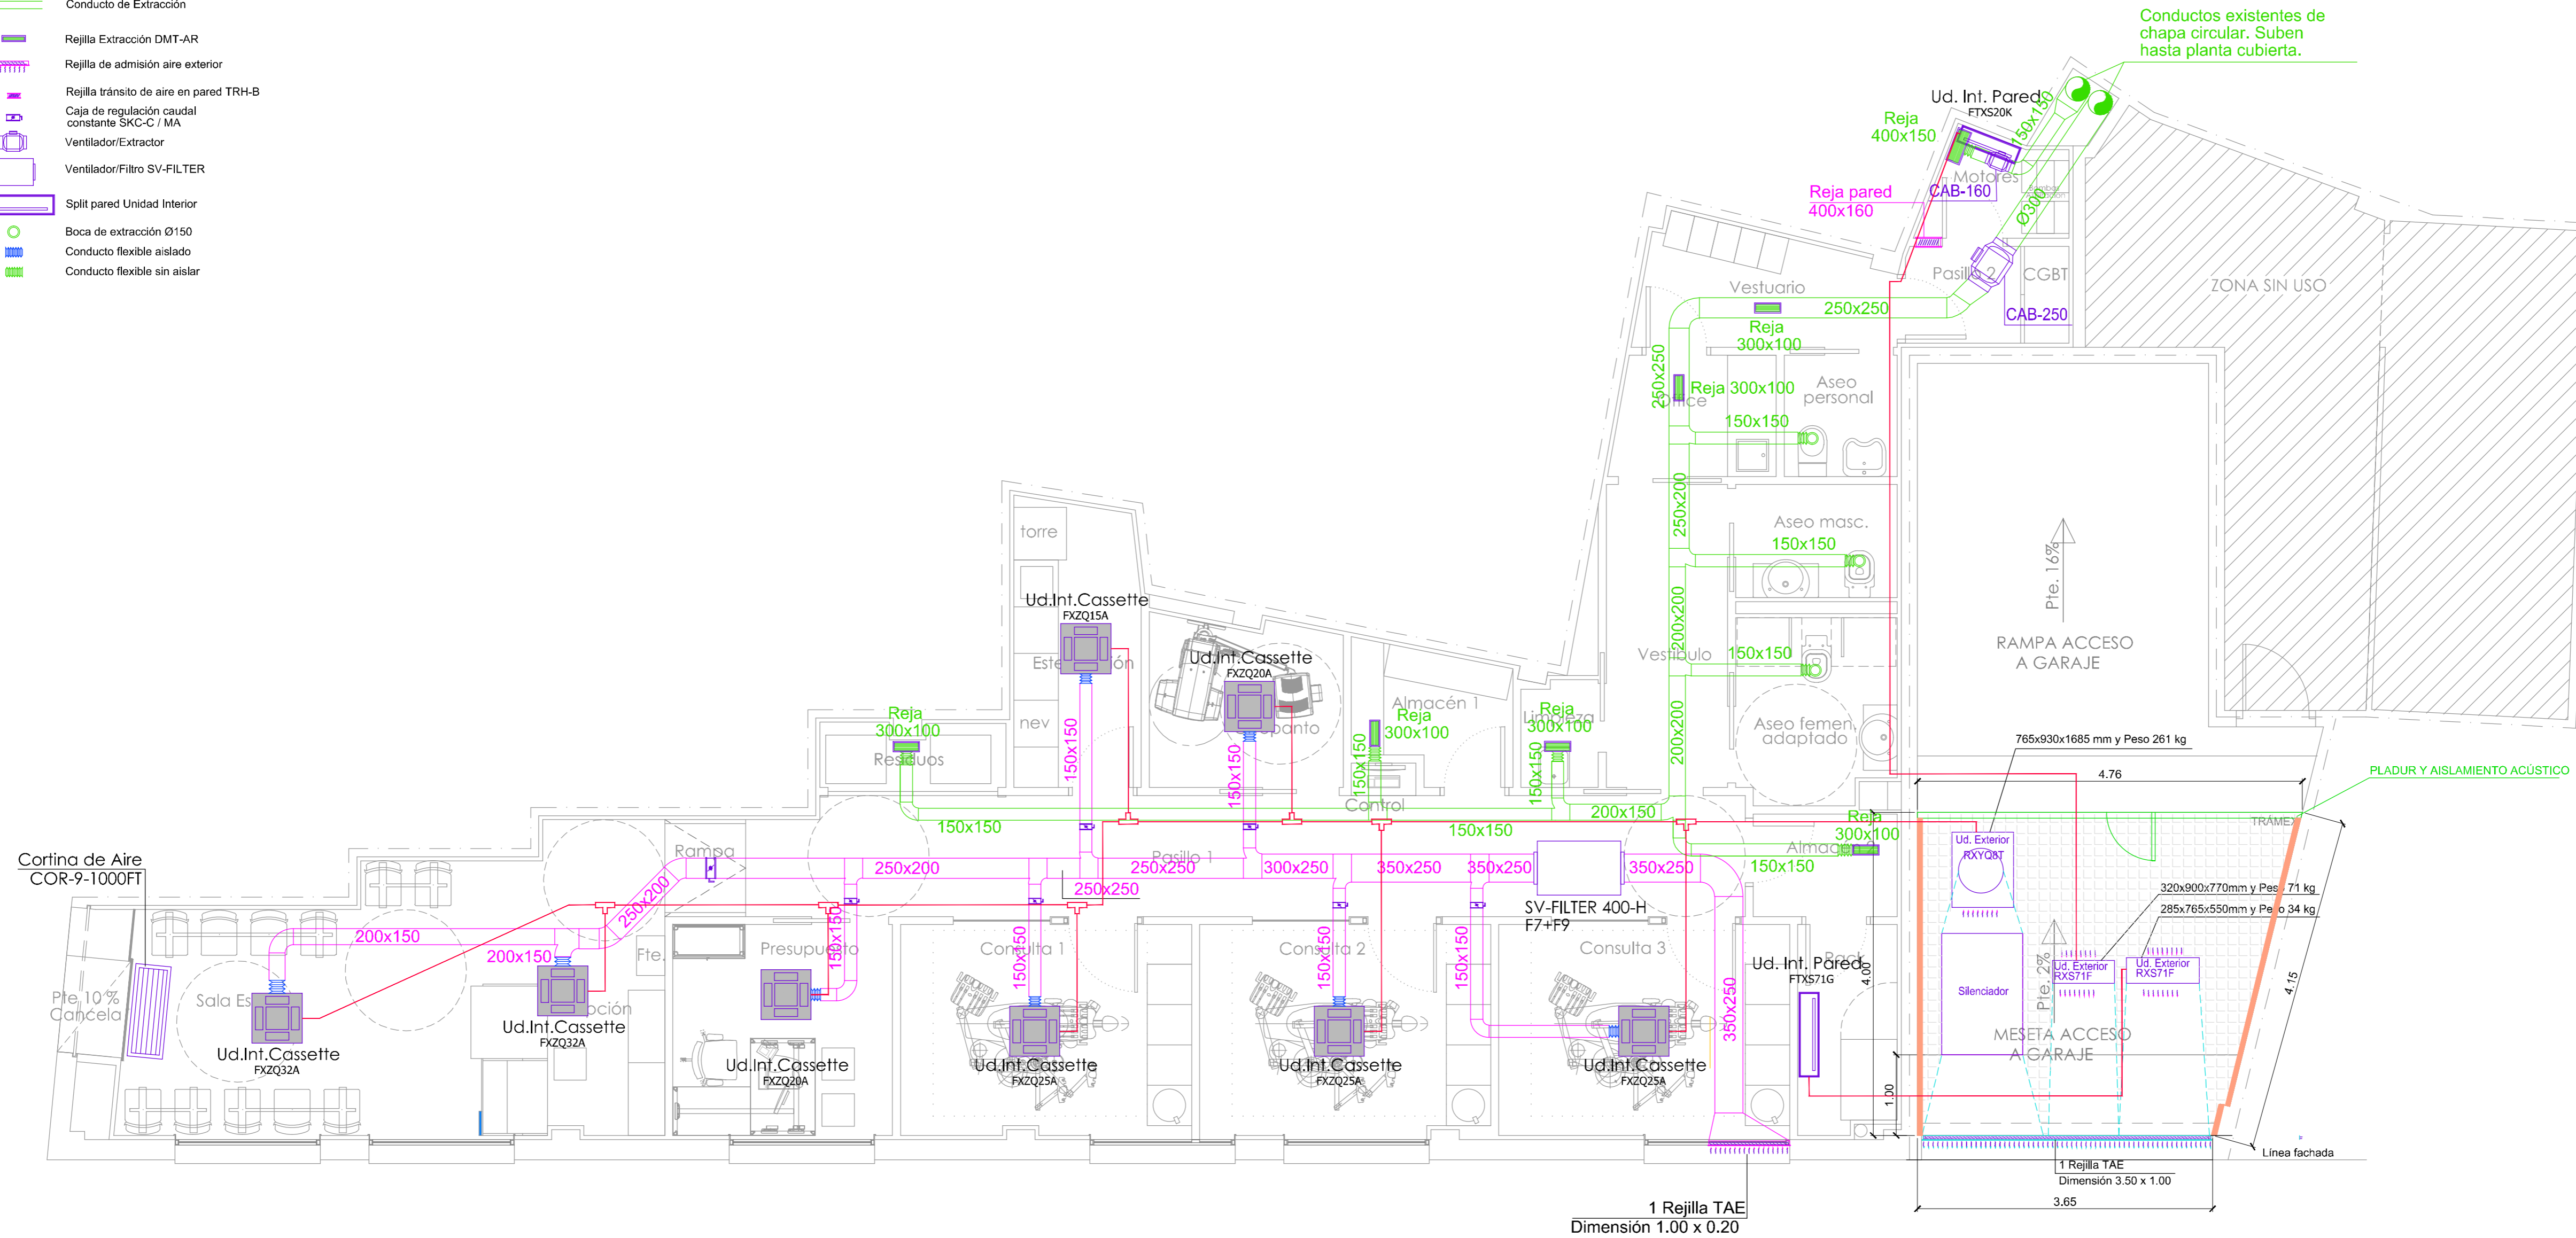 Conducto de Extracción
Rejilla Extracción DMT-AR
Rejilla de admisión aire exterior
Rejilla tránsito de aire en pared TRH-B
Caja de regulación caudal
constante SKC-C / MA
Ventilador/Extractor
Ventilador/Filtro SV-FILTER
Split pared Unidad Interior
Boca de extracción Ø150
Conducto flexible aislado
Conducto flexible sin aislar
Conductos existentes de
chapa circular. Suben
hasta planta cubierta.
Ud. Int. Pared
FTXS20K
150x150
Reja
400x150
Motores
CAB-160
Reja pared
400x160
Ø300
Pasillo 2
CGBT
CAB-250
ZONA SIN USO
Vestuario
250x250
Reja
300x100
250x250
Reja 300x100
Office
Aseo
personal
150x150
250x200
Aseo masc.
150x150
200x200
Vestíbulo
150x150
200x200
Aseo femen.
adaptado
Pte. 16%
RAMPA ACCESO
A GARAJE
torre
Ud.Int.Cassette
FXZQ15A
nev
150x150
Ud.Int.Cassette
FXZQ20A
150x150
Almacén 1
Reja
300x100
150x150
Limpieza
Reja
300x100
150x150
Reja
300x100
Residuos
150x150
Control
150x150
200x150
Reja
300x100
150x150
765x930x1685 mm y Peso 261 kg
4.76
PLADUR Y AISLAMIENTO ACÚSTICO
TRÁMEX
Ud. Exterior
RXYQ8T
320x900x770mm y Peso 71 kg
285x765x550mm y Peso 34 kg
Ud. Exterior
RXS71F
Ud. Exterior
RXS71F
Silenciador
Pte. 2%
MESETA ACCESO
A GARAJE
4.00
1.00
4.15
Línea fachada
1 Rejilla TAE
Dimensión 3.50 x 1.00
3.65
Cortina de Aire
COR-9-1000FT
Rampa
250x200
250x200
Pasillo 1
250x250
250x250
300x250
350x250
350x250
350x250
SV-FILTER 400-H
F7+F9
200x150
200x150
Fte.
Presupuesto
150x150
Consulta 1
150x150
Consulta 2
150x150
150x150
Consulta 3
350x250
Rack
Ud. Int. Pared
FTXS71G
Pte 10 %
Cancela
Sala Es
Ud.Int.Cassette
FXZQ32A
Ud.Int.Cassette
FXZQ32A
Ud.Int.Cassette
FXZQ20A
Ud.Int.Cassette
FXZQ25A
Ud.Int.Cassette
FXZQ25A
Ud.Int.Cassette
FXZQ25A
1 Rejilla TAE
Dimensión 1.00 x 0.20